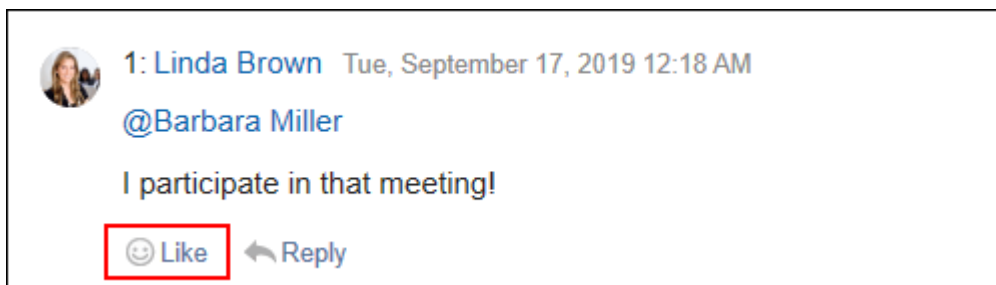 1: Linda Brown Tue, September 17, 2019 12:18 AM
@Barbara Miller
I participate in that meeting!
Like Reply